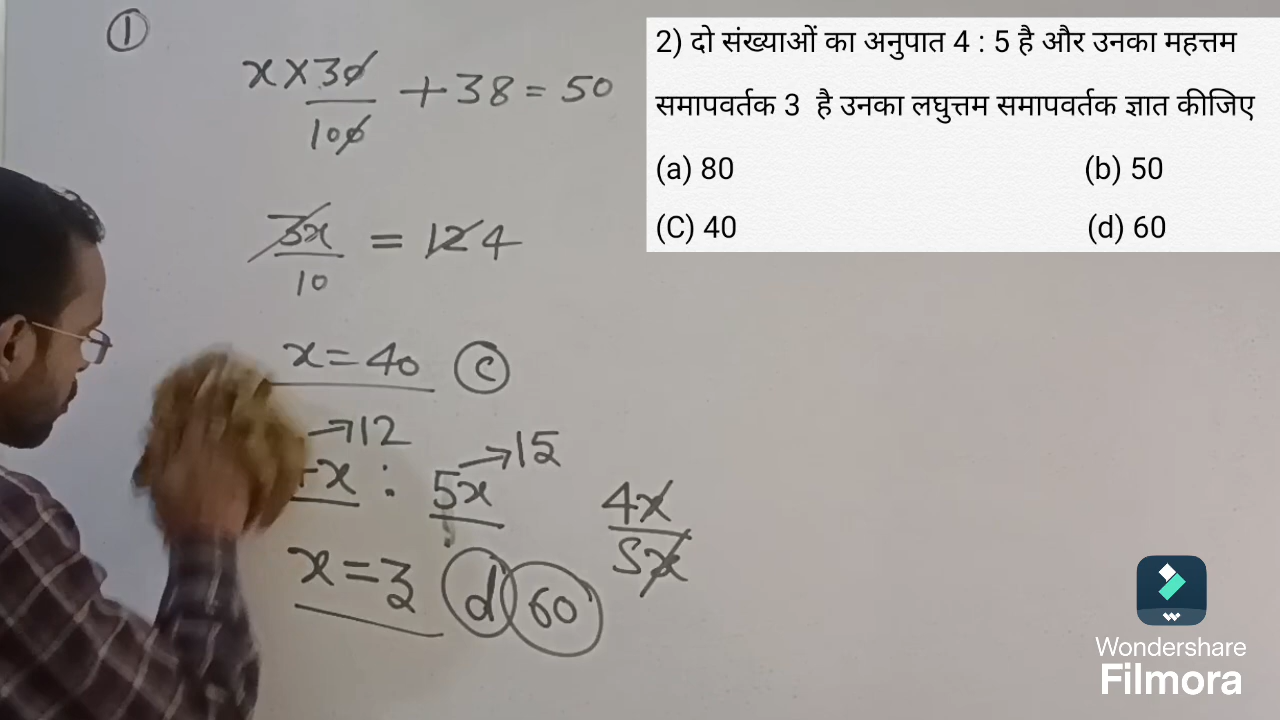 ①
x×30/100 + 38 = 50
3x/10 = 12 4
x = 40 ⓒ
→12
x : 5x →15
4x/5x
x = 3 ⓓ 60
2) दो संख्याओं का अनुपात 4 : 5 है और उनका महत्तम
समापवर्तक 3 है उनका लघुत्तम समापवर्तक ज्ञात कीजिए
(a) 80 (b) 50
(C) 40 (d) 60
Wondershare
Filmora